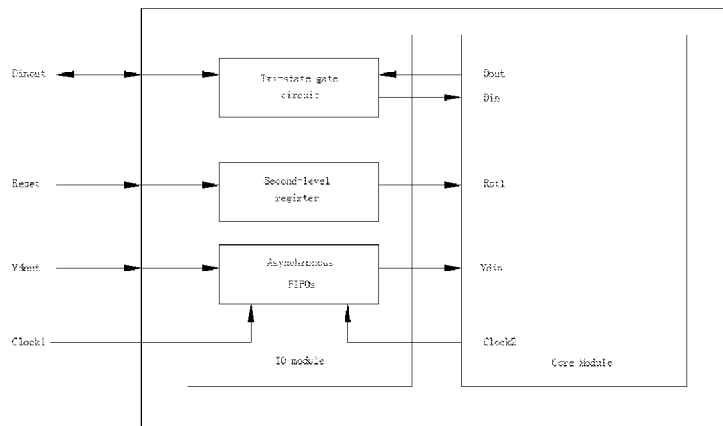 Dinout
Tri-state gate
circuit
Dout
Din
Reset
Second-level
register
Rst1
Asynchronous
FIFOs
Vdin
Clock1
IO module
Clock2
Core Module